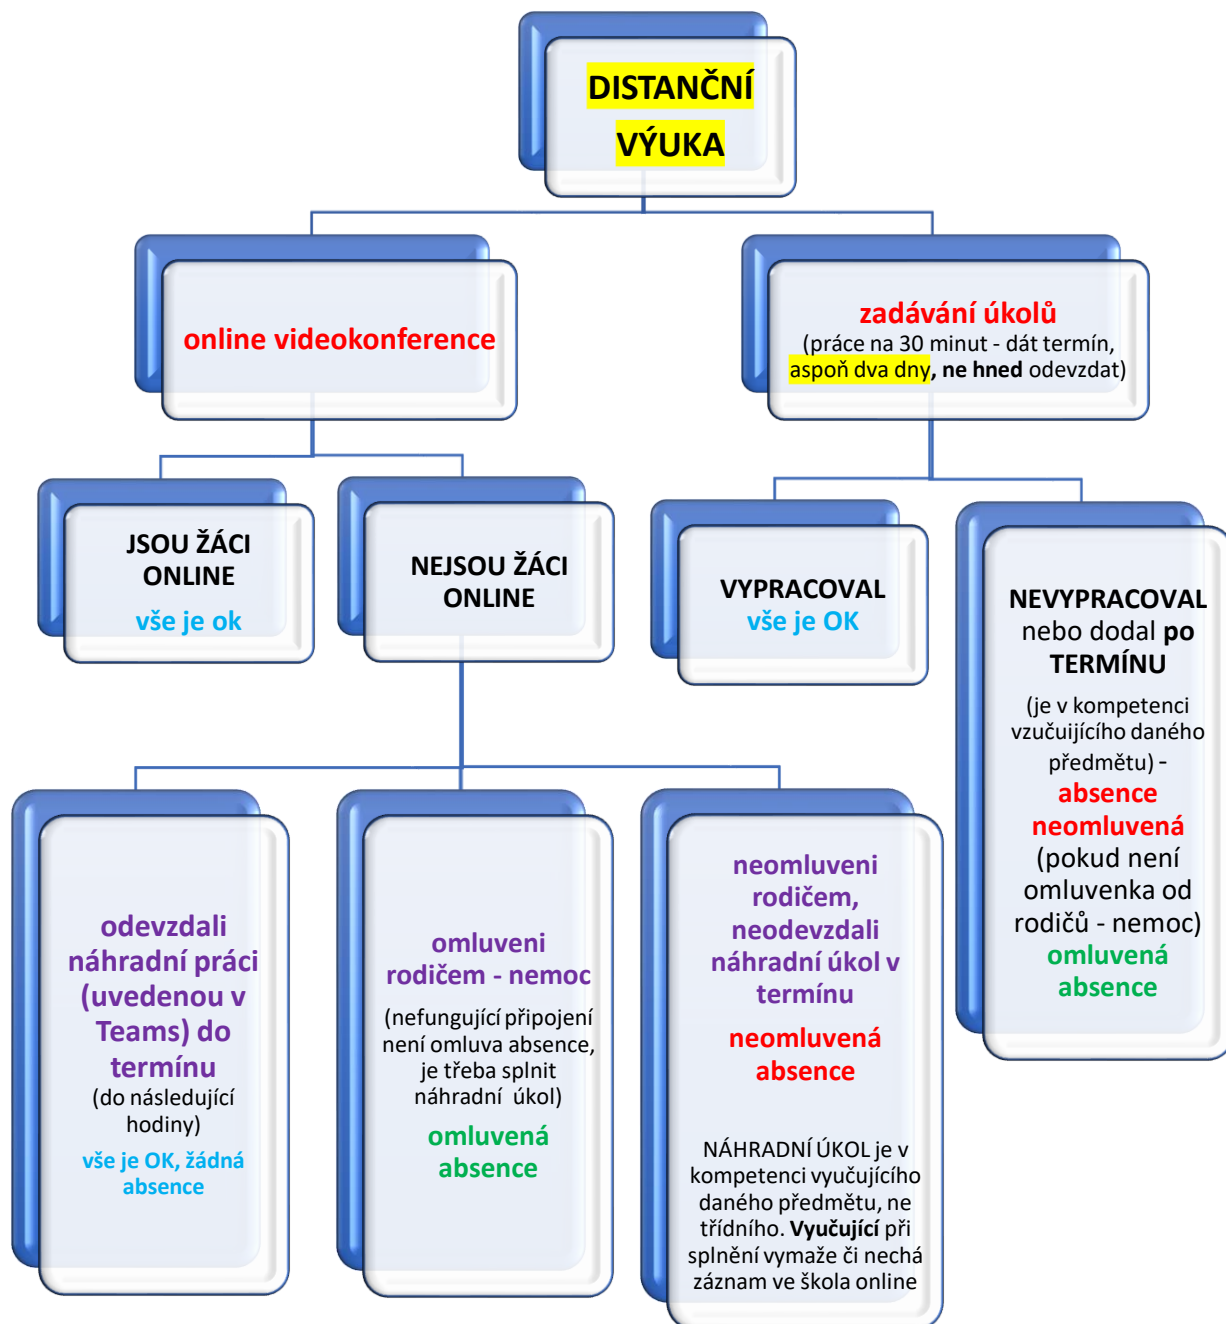 DISTANČNÍ
VÝUKA
online videokonference
zadávání úkolů
(práce na 30 minut - dát termín,
aspoň dva dny, ne hned odevzdat)
JSOU ŽÁCI
ONLINE
vše je ok
NEJSOU ŽÁCI
ONLINE
VYPRACOVAL
vše je OK
NEVYPRACOVAL
nebo dodal po
TERMÍNU
(je v kompetenci
vzučuijícího daného
předmětu) -
absence
neomluvená
(pokud není
omluvenka od
rodičů - nemoc)
omluvená
absence
odevzdali
náhradní práci
(uvedenou v
Teams) do
termínu
(do následující
hodiny)
vše je OK, žádná
absence
omluveni
rodičem - nemoc
(nefungující připojení
není omluva absence,
je třeba splnit
náhradní  úkol)
omluvená
absence
neomluveni
rodičem,
neodevzdali
náhradní úkol v
termínu
neomluvená
absence
NÁHRADNÍ ÚKOL je v
kompetenci vyučujícího
daného předmětu, ne
třídního. Vyučující při
splnění vymaže či nechá
záznam ve škola online